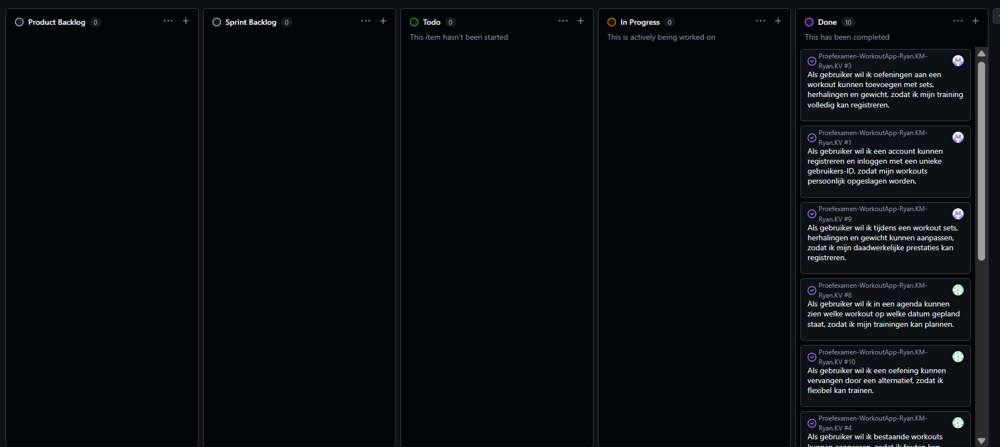 Product Backlog 0
Sprint Backlog 0
Todo 0
This item hasn't been started
In Progress 0
This is actively being worked on
Done 10
This has been completed
Proefexamen-WorkoutApp-Ryan.KM-
Ryan.KV #3
Als gebruiker wil ik oefeningen aan een
workout kunnen toevoegen met sets,
herhalingen en gewicht, zodat ik mijn training
volledig kan registreren.
Proefexamen-WorkoutApp-Ryan.KM-
Ryan.KV #1
Als gebruiker wil ik een account kunnen
registreren en inloggen met een unieke
gebruikers-ID, zodat mijn workouts
persoonlijk opgeslagen worden.
Proefexamen-WorkoutApp-Ryan.KM-
Ryan.KV #9
Als gebruiker wil ik tijdens een workout sets,
herhalingen en gewicht kunnen aanpassen,
zodat ik mijn daadwerkelijke prestaties kan
registreren.
Proefexamen-WorkoutApp-Ryan.KM-
Ryan.KV #8
Als gebruiker wil ik in een agenda kunnen
zien welke workout op welke datum gepland
staat, zodat ik mijn trainingen kan plannen.
Proefexamen-WorkoutApp-Ryan.KM-
Ryan.KV #10
Als gebruiker wil ik een oefening kunnen
vervangen door een alternatief, zodat ik
flexibel kan trainen.
Proefexamen-WorkoutApp-Ryan.KM-
Ryan.KV #4
Als gebruiker wil ik bestaande workouts
kunnen aanpassen, zodat ik fouten kan